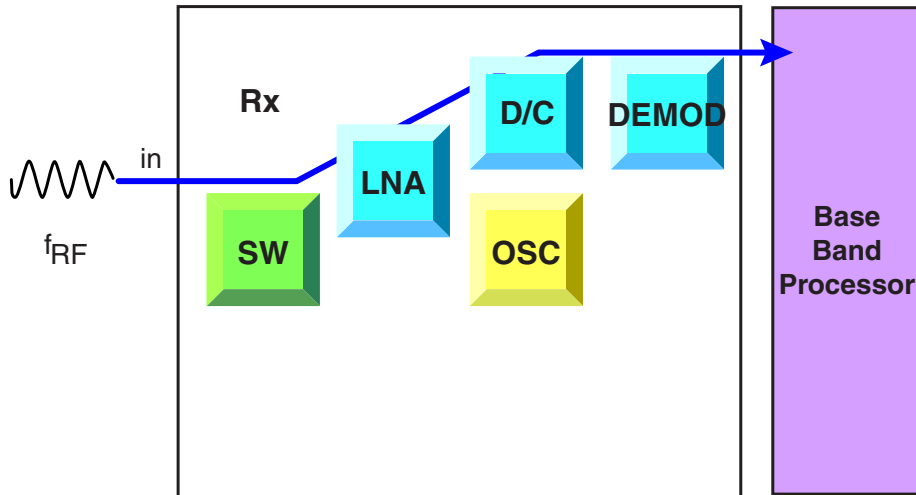 Rx
in
f RF
SW
LNA
D/C
DEMOD
OSC
Base
Band
Processor